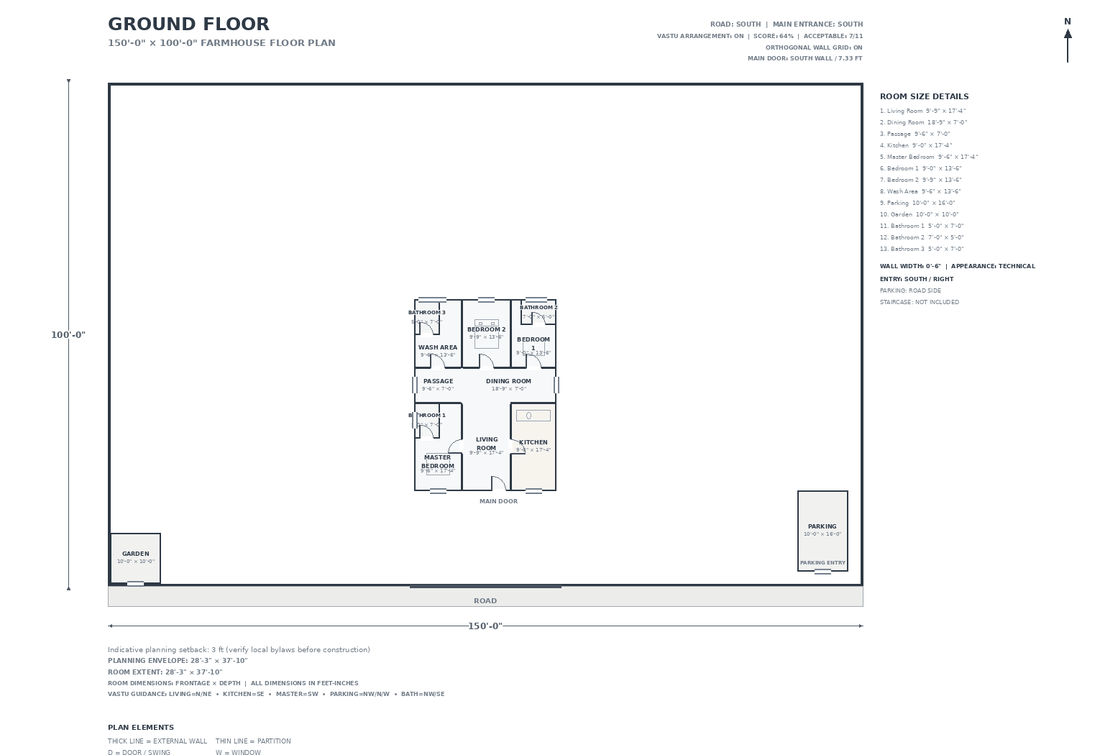 GROUND FLOOR
150'-0" × 100'-0" FARMHOUSE FLOOR PLAN
ROAD: SOUTH | MAIN ENTRANCE: SOUTH
VASTU ARRANGEMENT: ON | SCORE: 64% | ACCEPTABLE: 7/11
ORTHOGONAL WALL GRID: ON
MAIN DOOR: SOUTH WALL / 7.33 FT
N
ROOM SIZE DETAILS
1. Living Room 9'-9" × 17'-4"
2. Dining Room 18'-9" × 7'-0"
3. Passage 9'-6" × 7'-0"
4. Kitchen 9'-0" × 17'-4"
5. Master Bedroom 9'-6" × 17'-4"
6. Bedroom 1 9'-0" × 13'-6"
7. Bedroom 2 9'-9" × 13'-6"
8. Wash Area 9'-6" × 13'-6"
9. Parking 10'-0" × 16'-0"
10. Garden 10'-0" × 10'-0"
11. Bathroom 1 5'-0" × 7'-0"
12. Bathroom 2 7'-0" × 5'-0"
13. Bathroom 3 5'-0" × 7'-0"
WALL WIDTH: 0'-6" | APPEARANCE: TECHNICAL
ENTRY: SOUTH / RIGHT
PARKING: ROAD SIDE
STAIRCASE: NOT INCLUDED
100'-0"
BATHROOM 3
BATHROOM 2
BEDROOM 2
9'-9" × 13'-6"
WASH AREA
9'-6" × 13'-6"
BEDROOM
1
9'-0" × 13'-6"
PASSAGE
9'-6" × 7'-0"
DINING ROOM
18'-9" × 7'-0"
BATHROOM 1
LIVING
ROOM
9'-9" × 17'-4"
KITCHEN
9'-0" × 17'-4"
MASTER
BEDROOM
9'-6" × 17'-4"
MAIN DOOR
GARDEN
10'-0" × 10'-0"
PARKING
10'-0" × 16'-0"
PARKING ENTRY
ROAD
150'-0"
Indicative planning setback: 3 ft (verify local bylaws before construction)
PLANNING ENVELOPE: 28'-3" × 37'-10"
ROOM EXTENT: 28'-3" × 37'-10"
ROOM DIMENSIONS: FRONTAGE × DEPTH | ALL DIMENSIONS IN FEET-INCHES
VASTU GUIDANCE: LIVING=N/NE • KITCHEN=SE • MASTER=SW • PARKING=NW/N/W • BATH=NW/SE
PLAN ELEMENTS
THICK LINE = EXTERNAL WALL THIN LINE = PARTITION
D = DOOR / SWING W = WINDOW